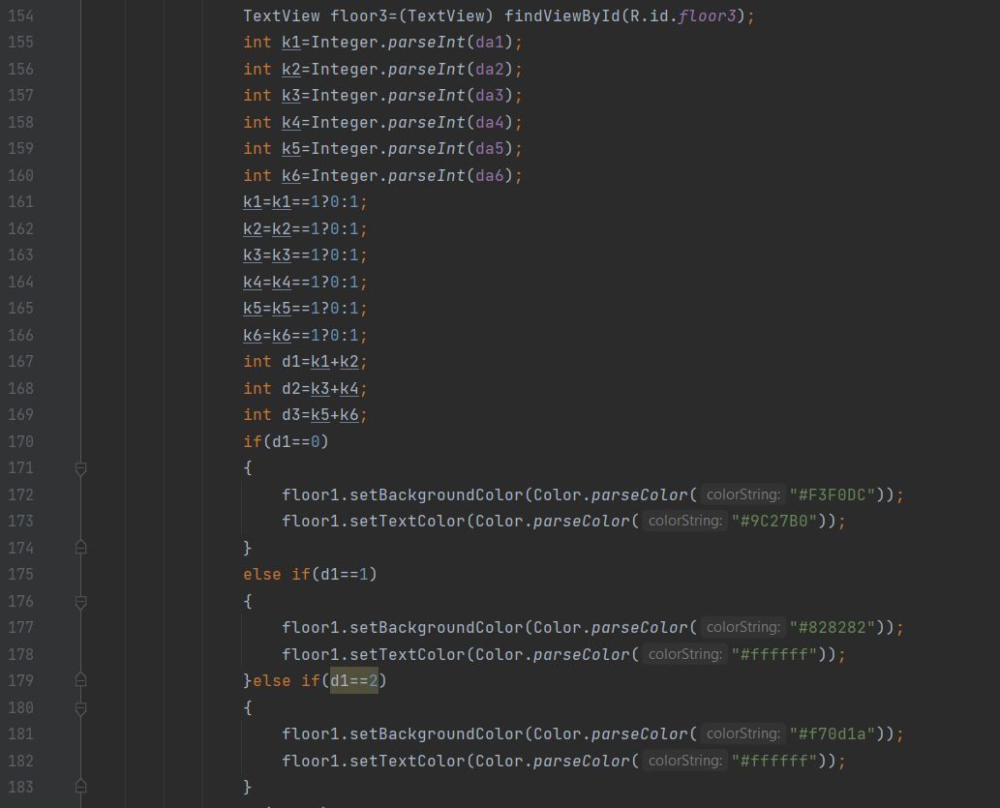 154 TextView floor3=(TextView) findViewById(R.id.floor3);
155 int k1=Integer.parseInt(da1);
156 int k2=Integer.parseInt(da2);
157 int k3=Integer.parseInt(da3);
158 int k4=Integer.parseInt(da4);
159 int k5=Integer.parseInt(da5);
160 int k6=Integer.parseInt(da6);
161 k1=k1==1?0:1;
162 k2=k2==1?0:1;
163 k3=k3==1?0:1;
164 k4=k4==1?0:1;
165 k5=k5==1?0:1;
166 k6=k6==1?0:1;
167 int d1=k1+k2;
168 int d2=k3+k4;
169 int d3=k5+k6;
170 if(d1==0)
171 {
172 floor1.setBackgroundColor(Color.parseColor( colorString: "#F3F0DC"));
173 floor1.setTextColor(Color.parseColor( colorString: "#9C27B0"));
174 }
175 else if(d1==1)
176 {
177 floor1.setBackgroundColor(Color.parseColor( colorString: "#828282"));
178 floor1.setTextColor(Color.parseColor( colorString: "#ffffff"));
179 }else if(d1==2)
180 {
181 floor1.setBackgroundColor(Color.parseColor( colorString: "#f70d1a"));
182 floor1.setTextColor(Color.parseColor( colorString: "#ffffff"));
183 }